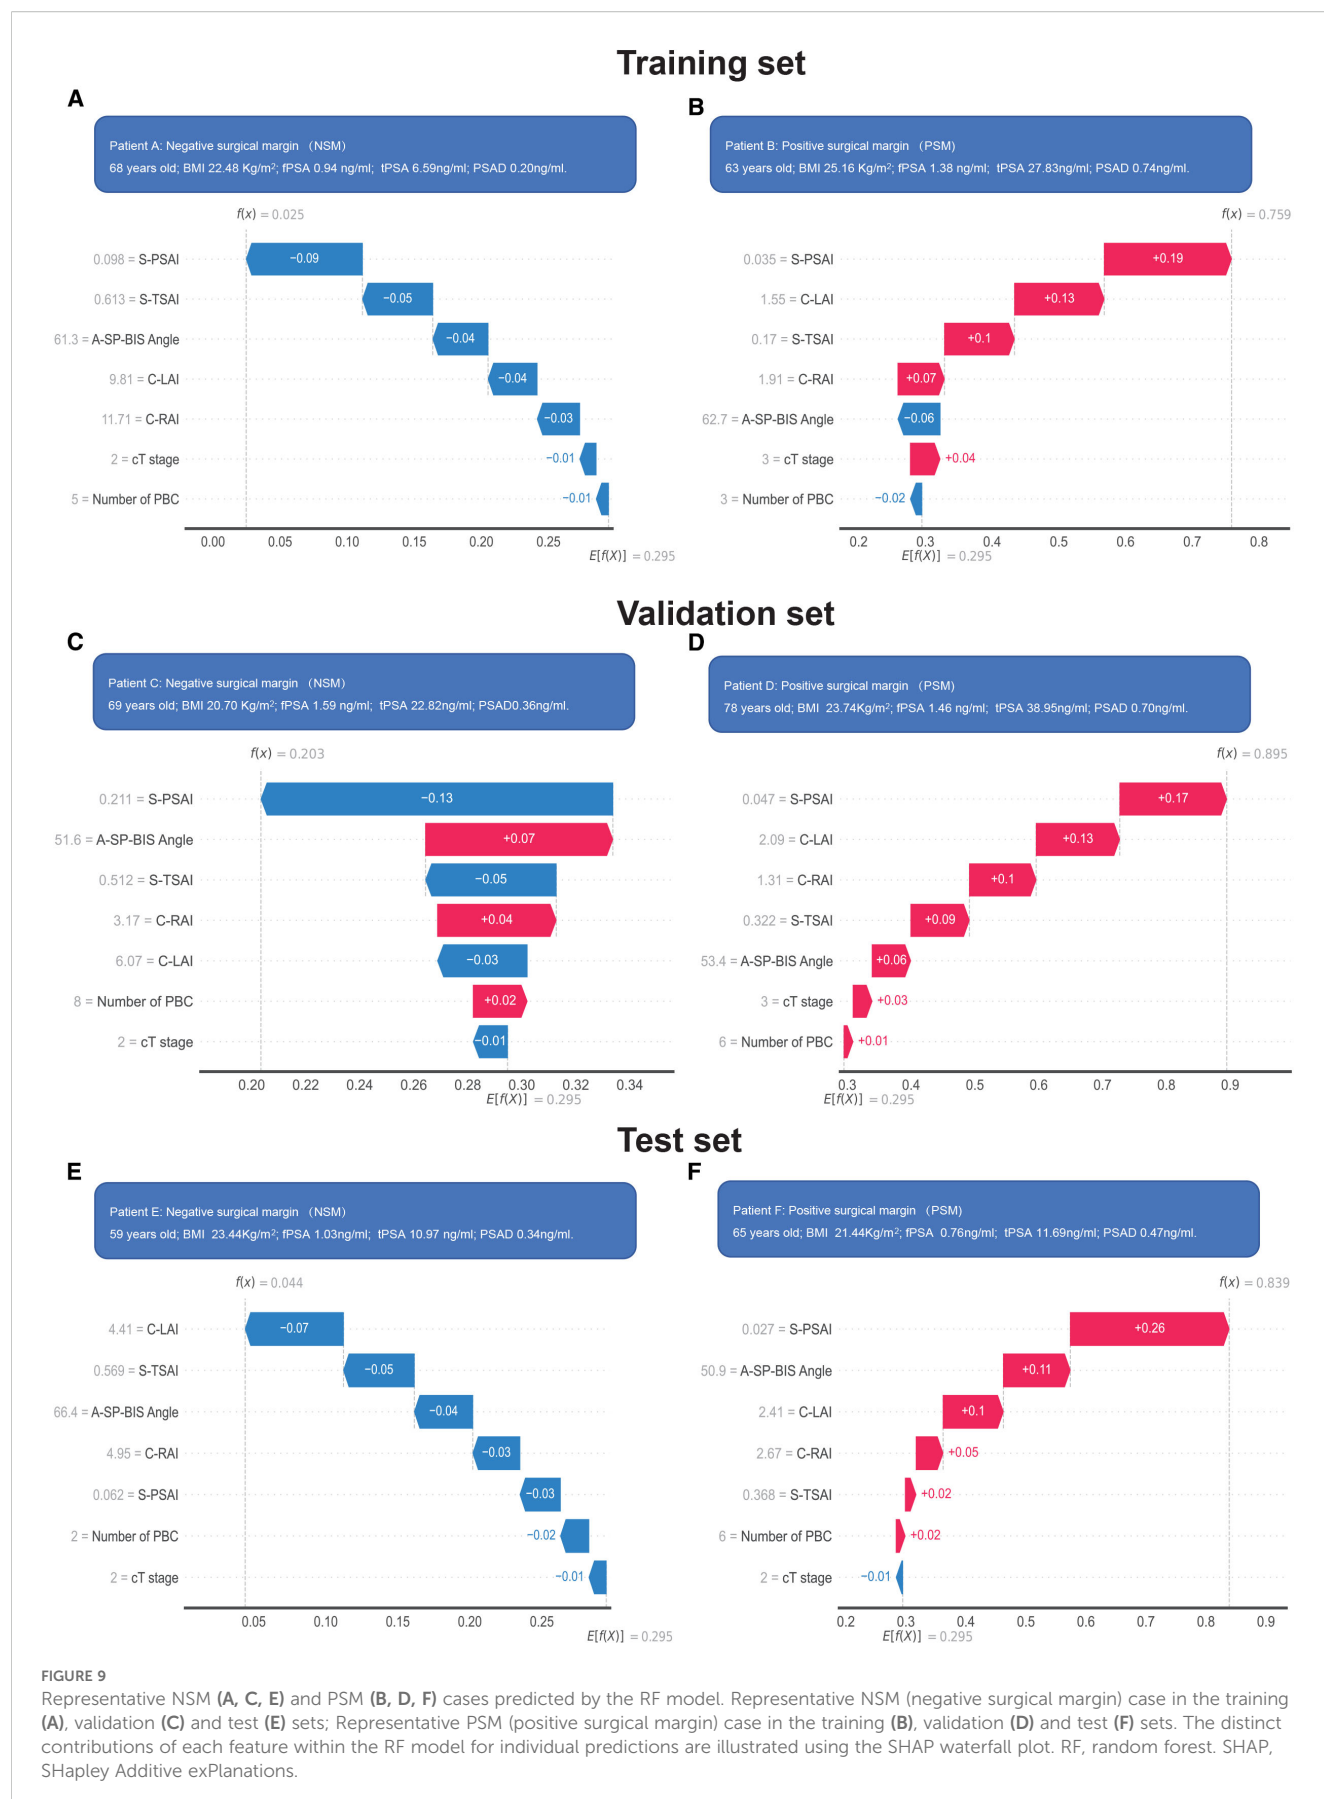 Training set
A
Patient A: Negative surgical margin （NSM）
68 years old; BMI 22.48 Kg/m²; fPSA 0.94 ng/ml; tPSA 6.59ng/ml; PSAD 0.20ng/ml.
f(x) = 0.025
0.098 = S-PSAI
−0.09
0.613 = S-TSAI
−0.05
61.3 = A-SP-BIS Angle
−0.04
9.81 = C-LAI
−0.04
11.71 = C-RAI
−0.03
2 = cT stage
−0.01
5 = Number of PBC
−0.01
0.00 0.05 0.10 0.15 0.20 0.25
E[f(X)] = 0.295
B
Patient B: Positive surgical margin （PSM）
63 years old; BMI 25.16 Kg/m²; fPSA 1.38 ng/ml; tPSA 27.83ng/ml; PSAD 0.74ng/ml.
f(x) = 0.759
0.035 = S-PSAI
+0.19
1.55 = C-LAI
+0.13
0.17 = S-TSAI
+0.1
1.91 = C-RAI
+0.07
62.7 = A-SP-BIS Angle
−0.06
3 = cT stage
+0.04
3 = Number of PBC
−0.02
0.2 0.3 0.4 0.5 0.6 0.7 0.8
E[f(X)] = 0.295
Validation set
C
Patient C: Negative surgical margin （NSM）
69 years old; BMI 20.70 Kg/m²; fPSA 1.59 ng/ml; tPSA 22.82ng/ml; PSAD0.36ng/ml.
f(x) = 0.203
0.211 = S-PSAI
−0.13
51.6 = A-SP-BIS Angle
+0.07
0.512 = S-TSAI
−0.05
3.17 = C-RAI
+0.04
6.07 = C-LAI
−0.03
8 = Number of PBC
+0.02
2 = cT stage
−0.01
0.20 0.22 0.24 0.26 0.28 0.30 0.32 0.34
E[f(X)] = 0.295
D
Patient D: Positive surgical margin （PSM）
78 years old; BMI 23.74Kg/m²; fPSA 1.46 ng/ml; tPSA 38.95ng/ml; PSAD 0.70ng/ml.
f(x) = 0.895
0.047 = S-PSAI
+0.17
2.09 = C-LAI
+0.13
1.31 = C-RAI
+0.1
0.322 = S-TSAI
+0.09
53.4 = A-SP-BIS Angle
+0.06
3 = cT stage
+0.03
6 = Number of PBC
+0.01
0.3 0.4 0.5 0.6 0.7 0.8 0.9
E[f(X)] = 0.295
Test set
E
Patient E: Negative surgical margin （NSM）
59 years old; BMI 23.44Kg/m²; fPSA 1.03ng/ml; tPSA 10.97 ng/ml; PSAD 0.34ng/ml.
f(x) = 0.044
4.41 = C-LAI
−0.07
0.569 = S-TSAI
−0.05
66.4 = A-SP-BIS Angle
−0.04
4.95 = C-RAI
−0.03
0.062 = S-PSAI
−0.03
2 = Number of PBC
−0.02
2 = cT stage
−0.01
0.05 0.10 0.15 0.20 0.25
E[f(X)] = 0.295
F
Patient F: Positive surgical margin （PSM）
65 years old; BMI 21.44Kg/m²; fPSA 0.76ng/ml; tPSA 11.69ng/ml; PSAD 0.47ng/ml.
f(x) = 0.839
0.027 = S-PSAI
+0.26
50.9 = A-SP-BIS Angle
+0.11
2.41 = C-LAI
+0.1
2.67 = C-RAI
+0.05
0.368 = S-TSAI
+0.02
6 = Number of PBC
+0.02
2 = cT stage
−0.01
0.2 0.3 0.4 0.5 0.6 0.7 0.8 0.9
E[f(X)] = 0.295
FIGURE 9
Representative NSM (A, C, E) and PSM (B, D, F) cases predicted by the RF model. Representative NSM (negative surgical margin) case in the training
(A), validation (C) and test (E) sets; Representative PSM (positive surgical margin) case in the training (B), validation (D) and test (F) sets. The distinct
contributions of each feature within the RF model for individual predictions are illustrated using the SHAP waterfall plot. RF, random forest. SHAP,
SHapley Additive exPlanations.